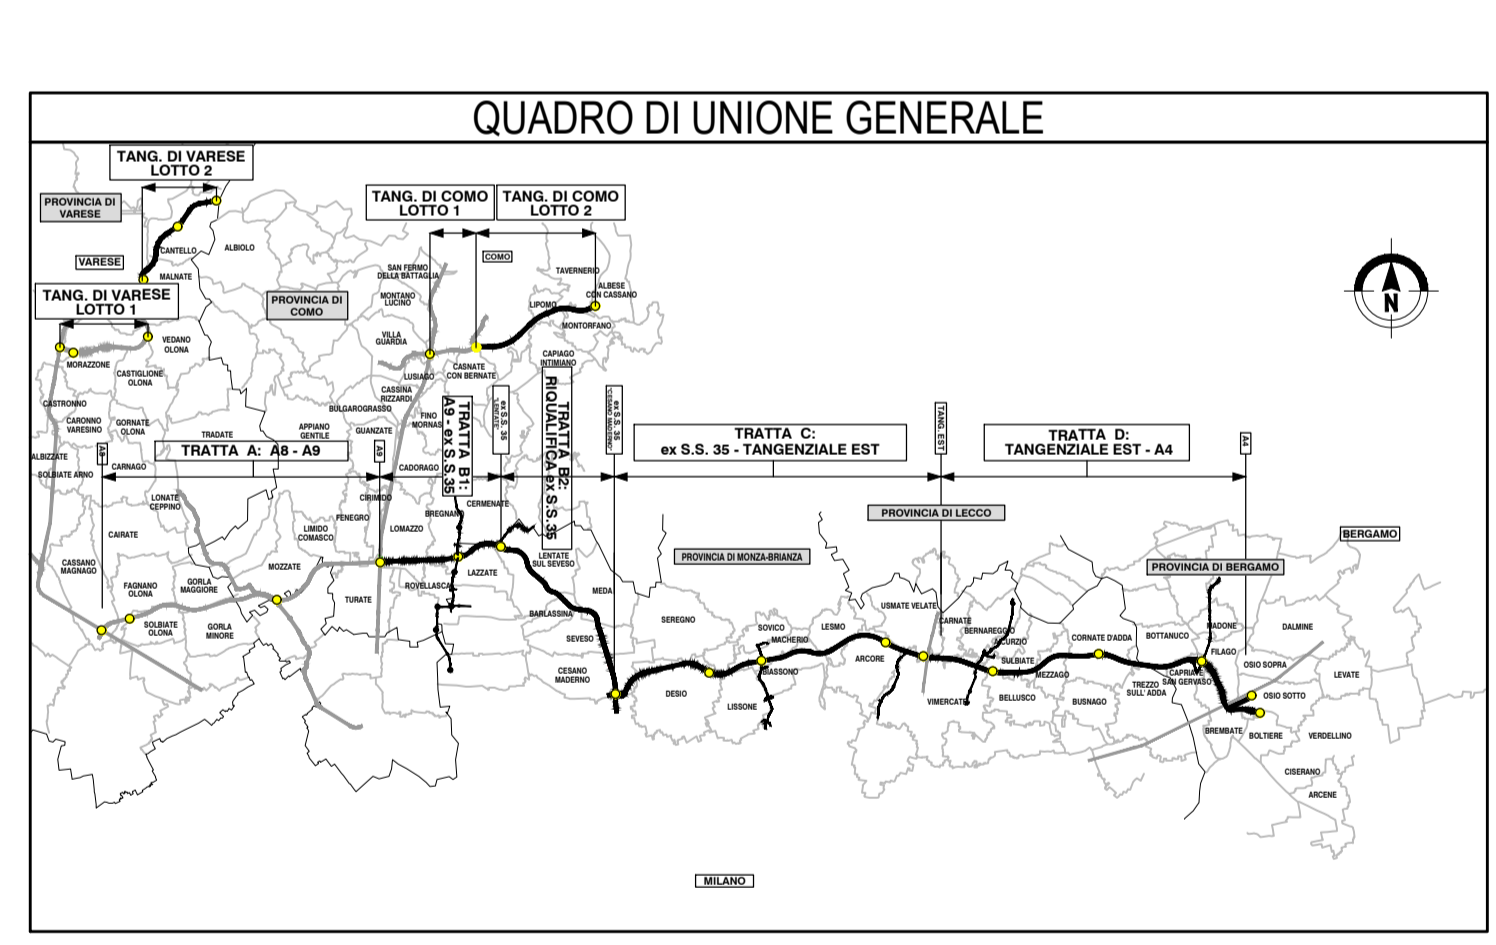 QUADRO DI UNIONE GENERALE
TANG. DI VARESE
LOTTO 2
PROVINCIA DI
VARESE
TANG. DI COMO
LOTTO 1
TANG. DI COMO
LOTTO 2
CANTELLO
ALBIOLO
VARESE
COMO
MALNATE
SAN FERMO
DELLA BATTAGLIA
TAVERNERIO
ALBESE
CON CASSANO
TANG. DI VARESE
LOTTO 1
PROVINCIA DI
COMO
MONTANO
LUCINO
LIPOMO
MONTORFANO
VILLA
GUARDIA
VEDANO
OLONA
MORAZZONE
CASTIGLIONE
OLONA
LUSIAGO
CASNATE
CON BERNATE
CAPIAGO
INTIMIANO
CASSINA
RIZZARDI
CASTRONNO
BULGAROGRASSO
CARONNO
VARESINO
GORNATE
OLONA
APPIANO
GENTILE
GUANZATE
FINO
MORNAS
TRADATE
TRATTA B1:
A9 - ex S.S.35
ex S.S. 35
"LENTATE"
TRATTA B2:
RIQUALIFICA ex S.S.35
ex S.S. 35
"CESANO MADERNO"
TANG. EST
A4
A8
A9
TRATTA A: A8 - A9
TRATTA C:
ex S.S. 35 - TANGENZIALE EST
TRATTA D:
TANGENZIALE EST - A4
ALBIZZATE
SOLBIATE ARNO
CARNAGO
CADORAGO
LONATE
CEPPINO
CIRIMIDO
CERMENATE
BREGNANO
FENEGRO
LIMIDO
COMASCO
LOMAZZO
CAIRATE
PROVINCIA DI LECCO
BERGAMO
CASSANO
MAGNAGO
MOZZATE
LENTATE
SUL SEVESO
LAZZATE
PROVINCIA DI MONZA-BRIANZA
PROVINCIA DI BERGAMO
FAGNANO
OLONA
GORLA
MAGGIORE
ROVELLASCA
TURATE
MEDA
BARLASSINA
SOLBIATE
OLONA
GORLA
MINORE
SEVESO
SEREGNO
SOVICO
MACHERIO
LESMO
USMATE VELATE
CARNATE
BERNAREGGIO
AICURZIO
CORNATE D'ADDA
BOTTANUCO
MADONE
DALMINE
FILAGO
CESANO
MADERNO
BIASSONO
ARCORE
SULBIATE
MEZZAGO
CAPRIATE
SAN GERVASO
OSIO SOPRA
LEVATE
DESIO
LISSONE
VIMERCATE
BELLUSCO
BUSNAGO
TREZZO
SULL' ADDA
OSIO SOTTO
BREMBATE
BOLTIERE
VERDELLINO
CISERANO
ARCENE
MILANO
N